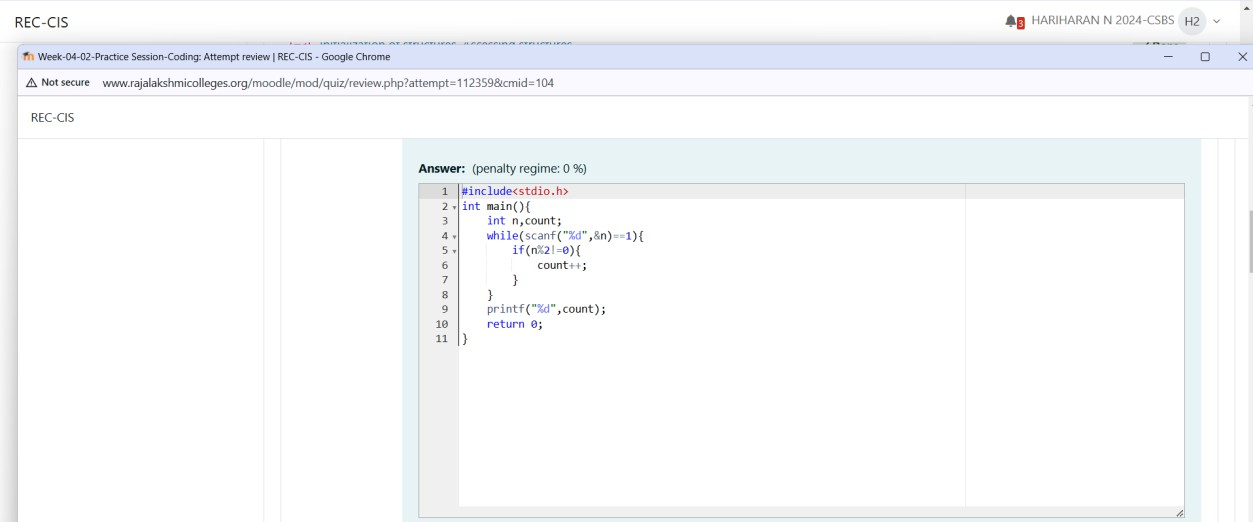 REC-CIS
3 HARIHARAN N 2024-CSBS H2
Week-04-02-Practice Session-Coding: Attempt review | REC-CIS - Google Chrome
Not secure www.rajalakshmicolleges.org/moodle/mod/quiz/review.php?attempt=112359&cmid=104
REC-CIS
Answer: (penalty regime: 0 %)
1 #include<stdio.h>
2 int main(){
3 int n,count;
4 while(scanf("%d",&n)==1){
5 if(n%2!=0){
6 count++;
7 }
8 }
9 printf("%d",count);
10 return 0;
11 }